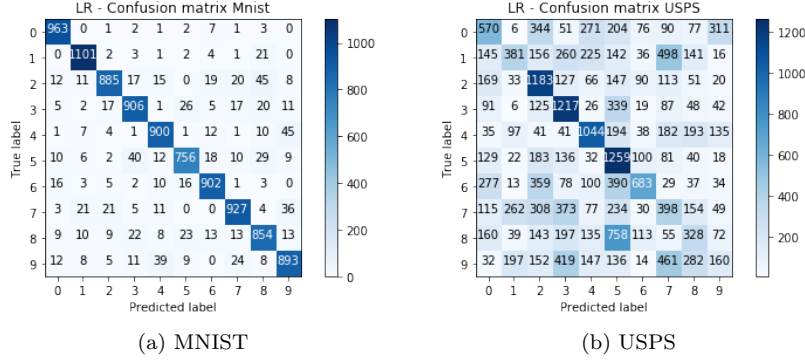 LR - Confusion matrix Mnist
0 963 0 1 2 1 2 7 1 3 0
1 0 1101 2 3 1 2 4 1 21 0
2 12 11 885 17 15 0 19 20 45 8
3 5 2 17 906 1 26 5 17 20 11
4 1 7 4 1 900 1 12 1 10 45
5 10 6 2 40 12 756 18 10 29 9
6 16 3 5 2 10 16 902 1 3 0
7 3 21 21 5 11 0 0 927 4 36
8 9 10 9 22 8 23 13 13 854 13
9 12 8 5 11 39 9 0 24 8 893
0 1 2 3 4 5 6 7 8 9
True label
Predicted label
1000
800
600
400
200
0
(a) MNIST
LR - Confusion matrix USPS
0 570 6 344 51 271 204 76 90 77 311
1 145 381 156 260 225 142 36 498 141 16
2 169 33 1183 127 66 147 90 113 51 20
3 91 6 125 1217 26 339 19 87 48 42
4 35 97 41 41 1044 194 38 182 193 135
5 129 22 183 136 32 1259 100 81 40 18
6 277 13 359 78 100 390 683 29 37 34
7 115 262 308 373 77 234 30 398 154 49
8 160 39 143 197 135 758 113 55 328 72
9 32 197 152 419 147 136 14 461 282 160
0 1 2 3 4 5 6 7 8 9
True label
Predicted label
1200
1000
800
600
400
200
(b) USPS